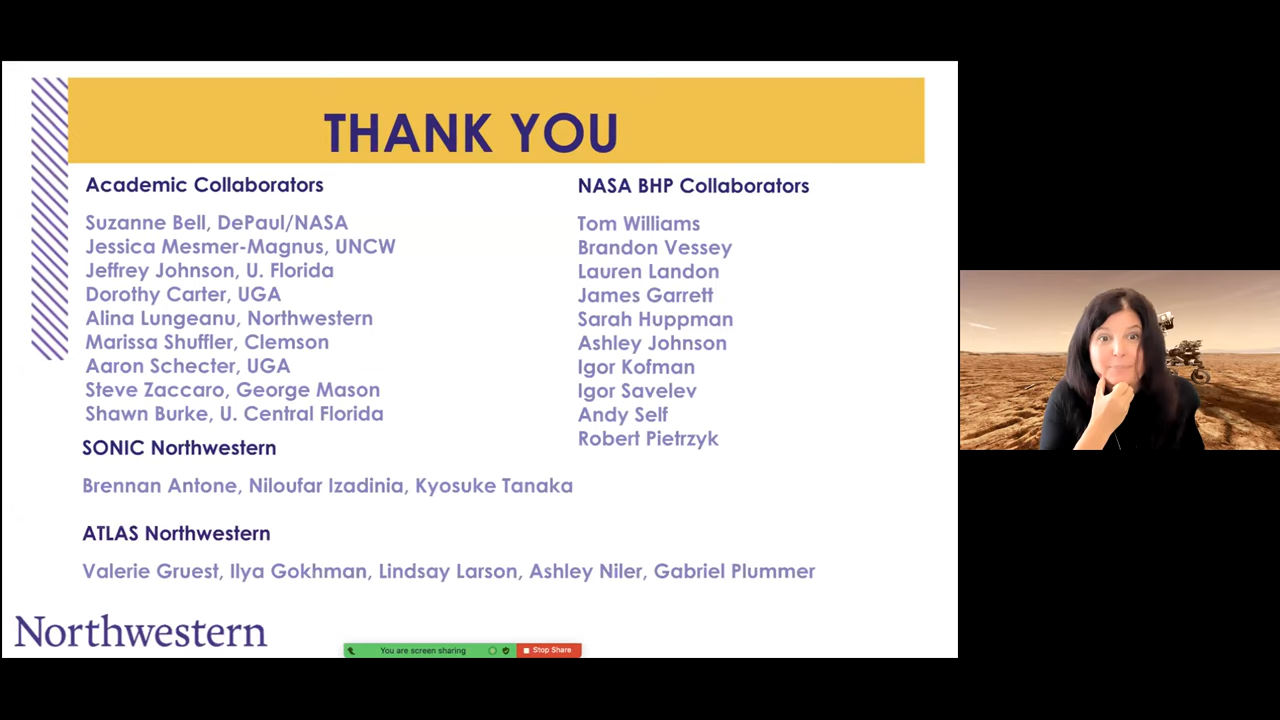 THANK YOU
Academic Collaborators
Suzanne Bell, DePaul/NASA
Jessica Mesmer-Magnus, UNCW
Jeffrey Johnson, U. Florida
Dorothy Carter, UGA
Alina Lungeanu, Northwestern
Marissa Shuffler, Clemson
Aaron Schecter, UGA
Steve Zaccaro, George Mason
Shawn Burke, U. Central Florida
NASA BHP Collaborators
Tom Williams
Brandon Vessey
Lauren Landon
James Garrett
Sarah Huppman
Ashley Johnson
Igor Kofman
Igor Savelev
Andy Self
Robert Pietrzyk
SONIC Northwestern
Brennan Antone, Niloufar Izadinia, Kyosuke Tanaka
ATLAS Northwestern
Valerie Gruest, Ilya Gokhman, Lindsay Larson, Ashley Niler, Gabriel Plummer
Northwestern
You are screen sharing
Stop Share